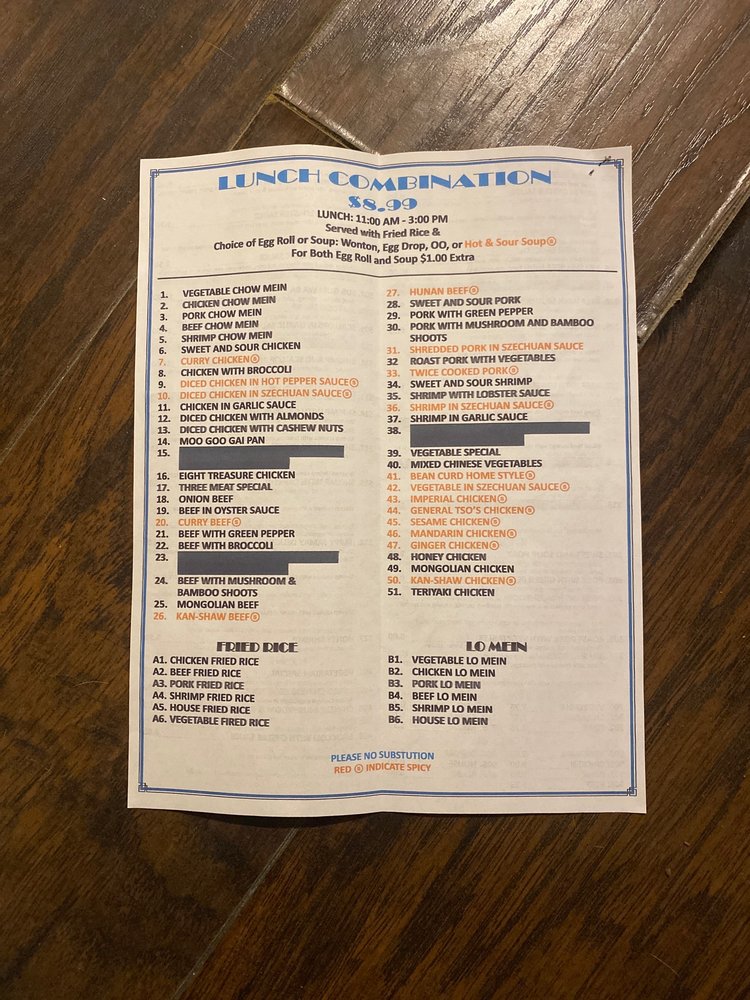 LUNCH COMBINATION
$8.99
LUNCH: 11:00 AM - 3:00 PM
Served with Fried Rice &
Choice of Egg Roll or Soup: Wonton, Egg Drop, OO, or Hot & Sour Soup®
For Both Egg Roll and Soup $1.00 Extra
1. VEGETABLE CHOW MEIN
2. CHICKEN CHOW MEIN
3. PORK CHOW MEIN
4. BEEF CHOW MEIN
5. SHRIMP CHOW MEIN
6. SWEET AND SOUR CHICKEN
7. CURRY CHICKEN®
8. CHICKEN WITH BROCCOLI
9. DICED CHICKEN IN HOT PEPPER SAUCE®
10. DICED CHICKEN IN SZECHUAN SAUCE®
11. CHICKEN IN GARLIC SAUCE
12. DICED CHICKEN WITH ALMONDS
13. DICED CHICKEN WITH CASHEW NUTS
14. MOO GOO GAI PAN
15.
16. EIGHT TREASURE CHICKEN
17. THREE MEAT SPECIAL
18. ONION BEEF
19. BEEF IN OYSTER SAUCE
20. CURRY BEEF®
21. BEEF WITH GREEN PEPPER
22. BEEF WITH BROCCOLI
23.
24. BEEF WITH MUSHROOM &
BAMBOO SHOOTS
25. MONGOLIAN BEEF
26. KAN-SHAW BEEF®
27. HUNAN BEEF®
28. SWEET AND SOUR PORK
29. PORK WITH GREEN PEPPER
30. PORK WITH MUSHROOM AND BAMBOO
SHOOTS
31. SHREDDED PORK IN SZECHUAN SAUCE
32 ROAST PORK WITH VEGETABLES
33. TWICE COOKED PORK®
34. SWEET AND SOUR SHRIMP
35. SHRIMP WITH LOBSTER SAUCE
36. SHRIMP IN SZECHUAN SAUCE®
37. SHRIMP IN GARLIC SAUCE
38.
39. VEGETABLE SPECIAL
40. MIXED CHINESE VEGETABLES
41. BEAN CURD HOME STYLE®
42. VEGETABLE IN SZECHUAN SAUCE®
43. IMPERIAL CHICKEN®
44. GENERAL TSO'S CHICKEN®
45. SESAME CHICKEN®
46. MANDARIN CHICKEN®
47. GINGER CHICKEN®
48. HONEY CHICKEN
49. MONGOLIAN CHICKEN
50. KAN-SHAW CHICKEN®
51. TERIYAKI CHICKEN
FRIED RICE
A1. CHICKEN FRIED RICE
A2. BEEF FRIED RICE
A3. PORK FRIED RICE
A4. SHRIMP FRIED RICE
A5. HOUSE FRIED RICE
A6. VEGETABLE FIRED RICE
LO MEIN
B1. VEGETABLE LO MEIN
B2. CHICKEN LO MEIN
B3. PORK LO MEIN
B4. BEEF LO MEIN
B5. SHRIMP LO MEIN
B6. HOUSE LO MEIN
PLEASE NO SUBSTUTION
RED ® INDICATE SPICY